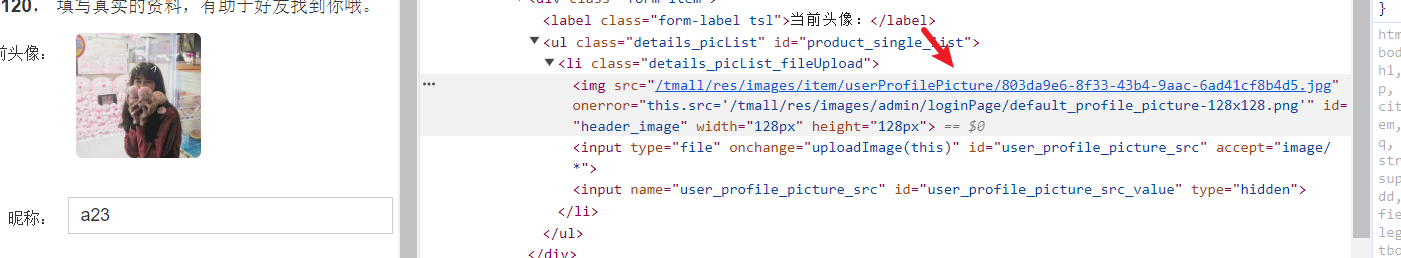 120. 填写真实的资料，有助于好友找到你哦。
前头像：
昵称：
a23
<label class="form-label tsl">当前头像：</label>
<ul class="details_picList" id="product_single_list">
<li class="details_picList_fileUpload">
<img src="/tmall/res/images/item/userProfilePicture/803da9e6-8f33-43b4-9aac-6ad41cf8b4d5.jpg"
onerror="this.src='/tmall/res/images/admin/loginPage/default_profile_picture-128x128.png'" id=
"header_image" width="128px" height="128px"> == $0
<input type="file" onchange="uploadImage(this)" id="user_profile_picture_src" accept="image/
*">
<input name="user_profile_picture_src" id="user_profile_picture_src_value" type="hidden">
</li>
</ul>
</div>
}
htm
bod
h1,
p,
cit
em,
q,
str
sup
dd,
fie
leg
tbo